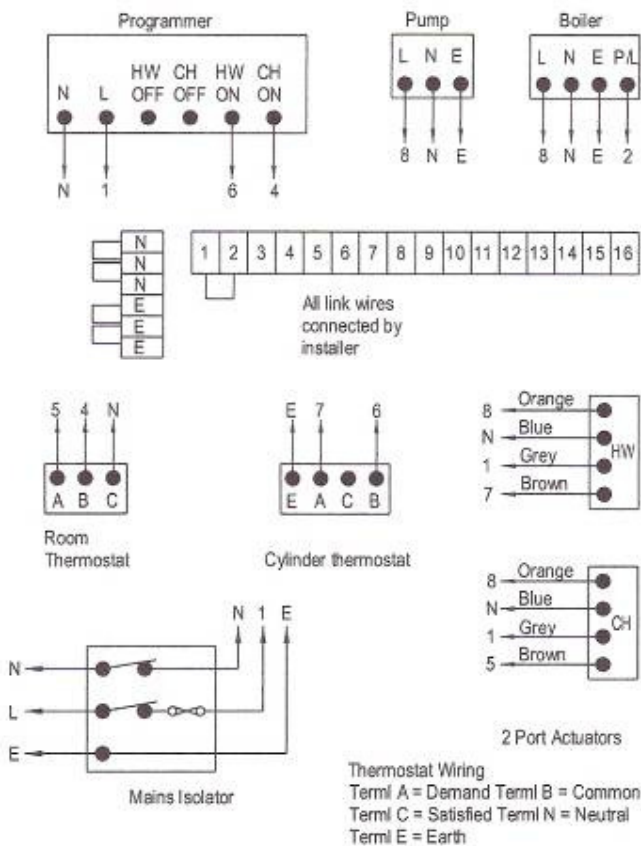 Programmer
Pump
Boiler
HW CH HW CH
N L OFF OFF ON ON
L N E
L N E P/L
N 1 6 4
8 N E
8 N E 2
N
N
N
E
E
E
1 2 3 4 5 6 7 8 9 10 11 12 13 14 15 16
All link wires
connected by
installer
5 4 N
A B C
Room
Thermostat
E 7 6
E A C B
Cylinder thermostat
8 Orange
N Blue
1 Grey
7 Brown
HW
8 Orange
N Blue
1 Grey
5 Brown
CH
2 Port Actuators
N 1 E
N
L
E
Mains Isolator
Thermostat Wiring
Terml A = Demand Terml B = Common
Terml C = Satisfied Terml N = Neutral
Terml E = Earth